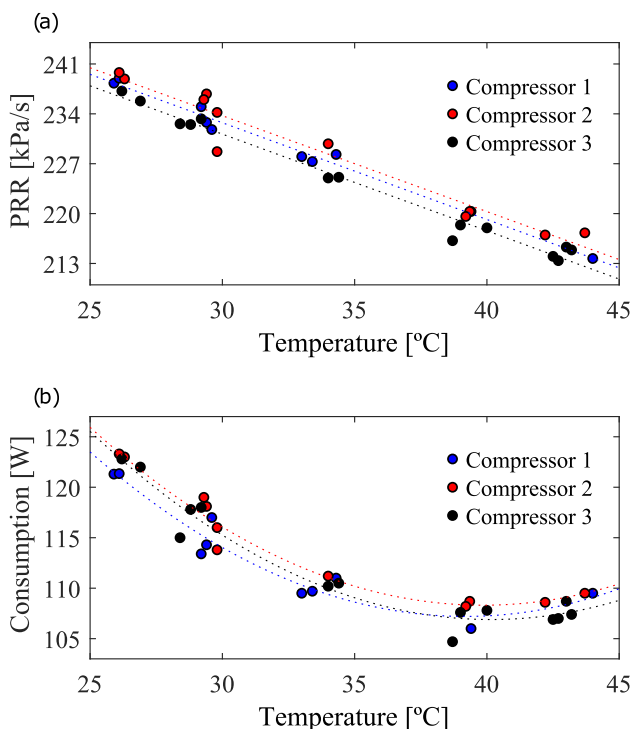 (a)
241
234
227
220
213
PRR [kPa/s]
Compressor 1
Compressor 2
Compressor 3
25 30 35 40 45
Temperature [ºC]
(b)
125
120
115
110
105
Consumption [W]
Compressor 1
Compressor 2
Compressor 3
25 30 35 40 45
Temperature [ºC]